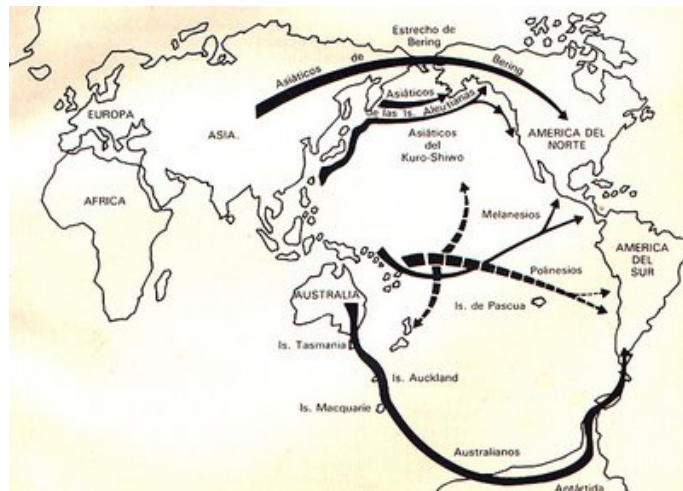 Estrecho de
Bering
Asiáticos de Bering
Asiáticos
de las Is. Aleutianas
EUROPA
ASIA.
Asiáticos
del
Kuro-Shiwo
AMERICA DEL
NORTE
AFRICA
Melanesios
AMERICA
DEL
SUR
Polinesios
AUSTRALIA
Is. de Pascua
Is. Tasmania
Is. Auckland
Is. Macquarie
Australianos
Antártida